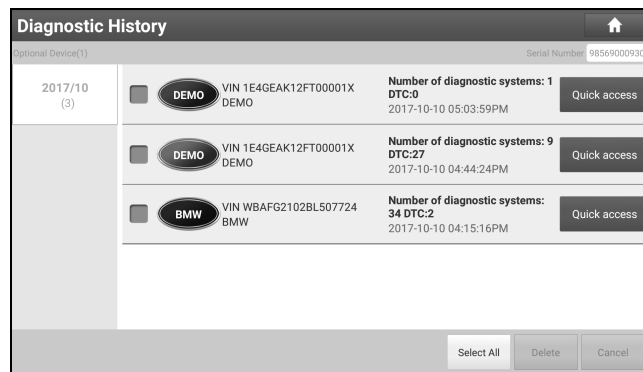 Diagnostic History
Optional Device(1)
Serial Number 98569000930
2017/10
(3)
DEMO
VIN 1E4GEAK12FT00001X
DEMO
Number of diagnostic systems: 1
DTC:0
2017-10-10 05:03:59PM
Quick access
DEMO
VIN 1E4GEAK12FT00001X
DEMO
Number of diagnostic systems: 9
DTC:27
2017-10-10 04:44:24PM
Quick access
BMW
VIN WBAFG2102BL507724
BMW
Number of diagnostic systems:
34 DTC:2
2017-10-10 04:15:16PM
Quick access
Select All
Delete
Cancel